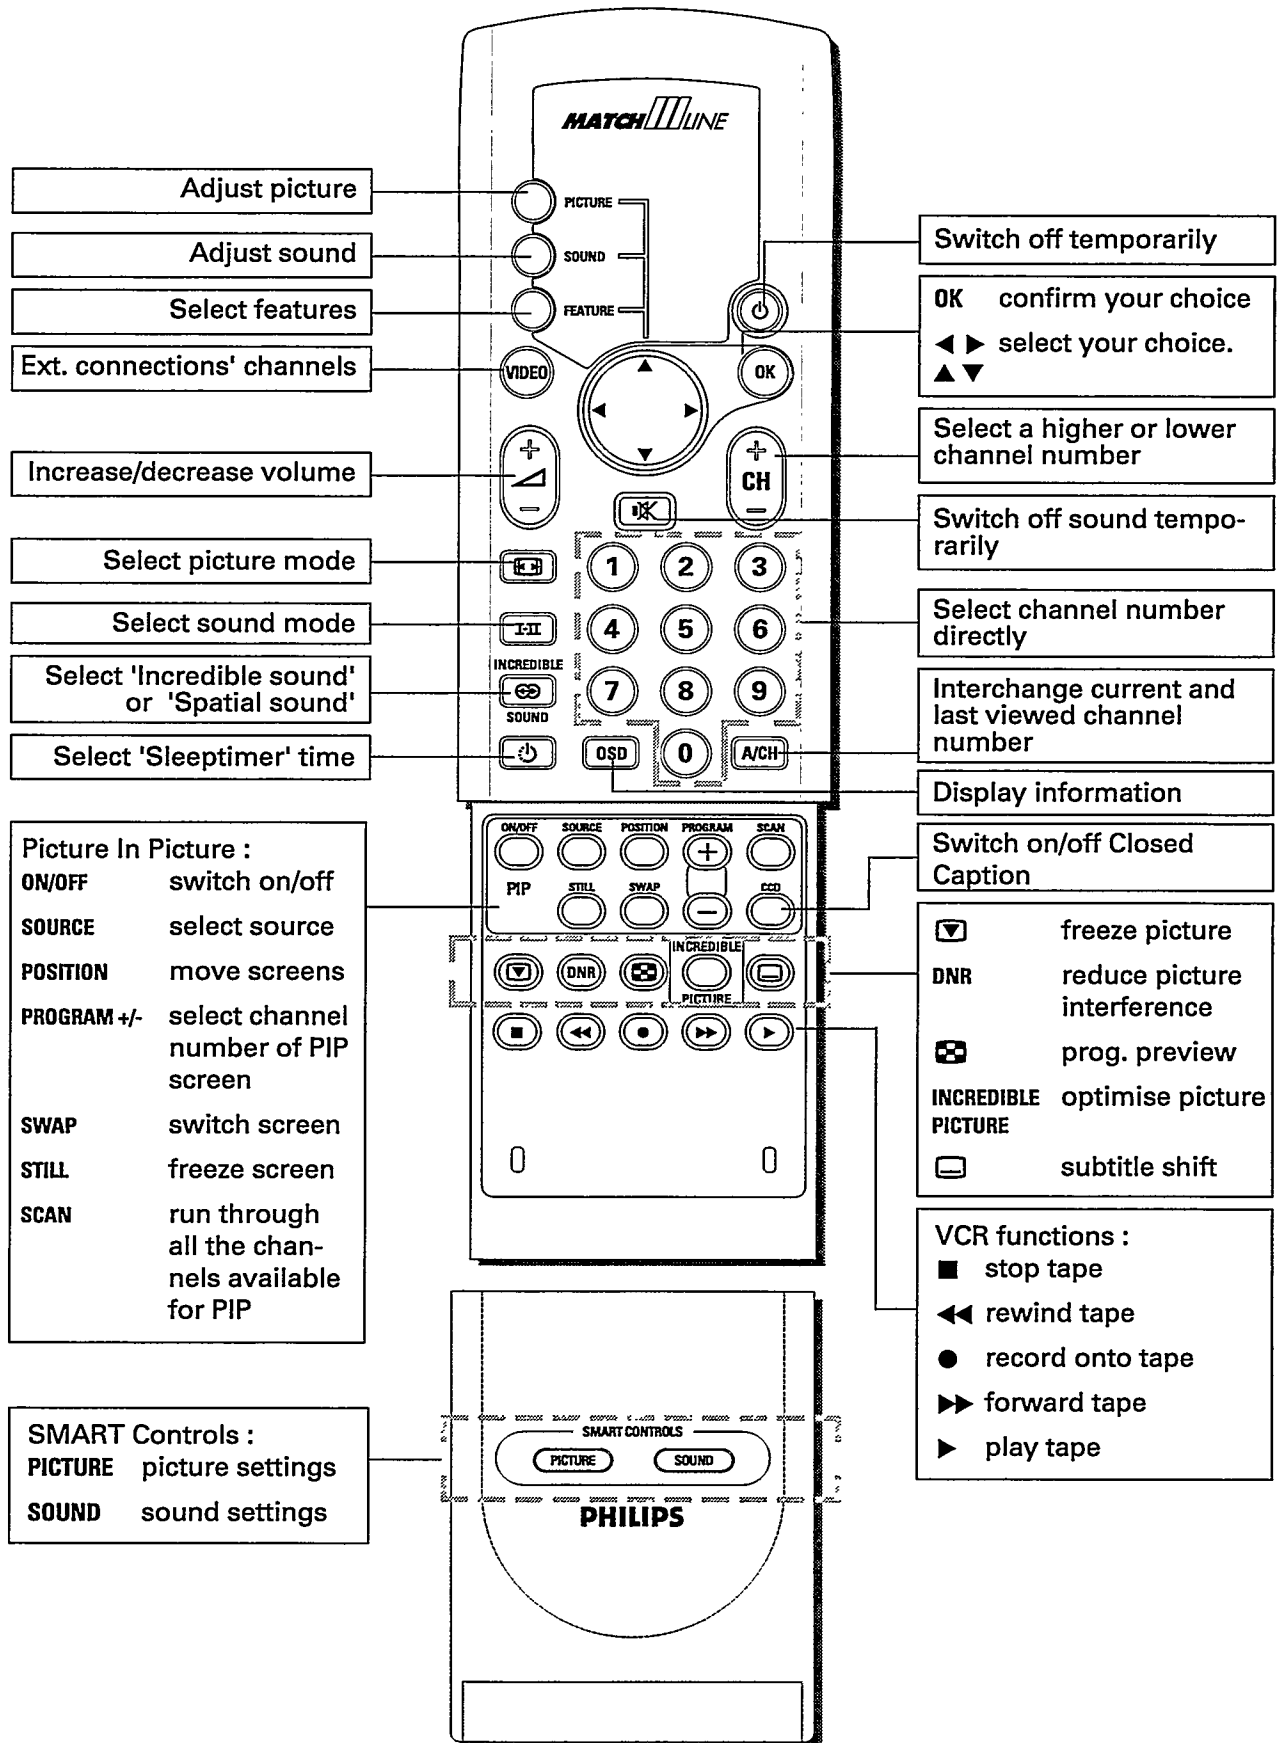 MATCH LINE
Adjust picture
Adjust sound
Select features
Ext. connections' channels
Increase/decrease volume
Select picture mode
Select sound mode
Select 'Incredible sound'
or 'Spatial sound'
Select 'Sleeptimer' time
PICTURE
SOUND
FEATURE
VIDEO
OK
+
−
+
CH
−
1 2 3
4 5 6
7 8 9
0
I·II
INCREDIBLE
SOUND
OSD
A/CH
Switch off temporarily
OK confirm your choice
◄ ► select your choice.
▲ ▼
Select a higher or lower
channel number
Switch off sound tempo-
rarily
Select channel number
directly
Interchange current and
last viewed channel
number
Display information
Switch on/off Closed
Caption
Picture In Picture :
ON/OFF switch on/off
SOURCE select source
POSITION move screens
PROGRAM +/- select channel
number of PIP
screen
SWAP switch screen
STILL freeze screen
SCAN run through
all the chan-
nels available
for PIP
ON/OFF SOURCE POSITION PROGRAM SCAN
+
PIP STILL SWAP CCD
−
DNR
INCREDIBLE
PICTURE
freeze picture
DNR reduce picture
interference
prog. preview
INCREDIBLE optimise picture
PICTURE
subtitle shift
VCR functions :
■ stop tape
◄◄ rewind tape
● record onto tape
►► forward tape
► play tape
SMART Controls :
PICTURE picture settings
SOUND sound settings
SMART CONTROLS
PICTURE SOUND
PHILIPS